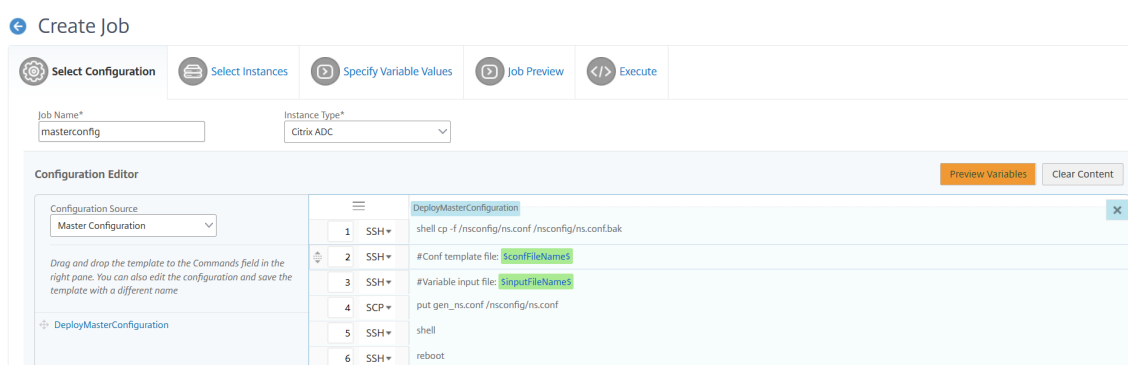 Create Job
Select Configuration
Select Instances
Specify Variable Values
Job Preview
Execute
Job Name*
Instance Type*
masterconfig
Citrix ADC
Configuration Editor
Preview Variables
Clear Content
Configuration Source
Master Configuration
Drag and drop the template to the Commands field in the
right pane. You can also edit the configuration and save the
template with a different name
DeployMasterConfiguration
DeployMasterConfiguration
1 SSH shell cp -f /nsconfig/ns.conf /nsconfig/ns.conf.bak
2 SSH #Conf template file: $confFileName$
3 SSH #Variable input file: $inputFileName$
4 SCP put gen_ns.conf /nsconfig/ns.conf
5 SSH shell
6 SSH reboot